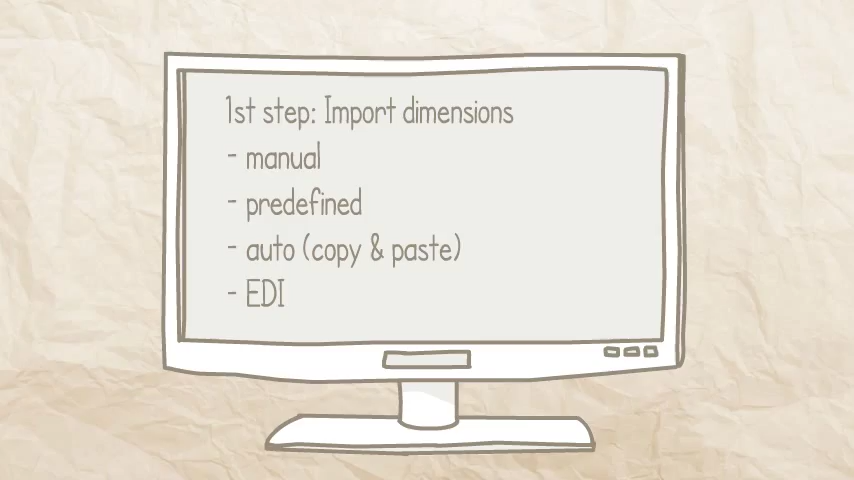 1st step: Import dimensions
- manual
- predefined
- auto (copy & paste)
- EDI